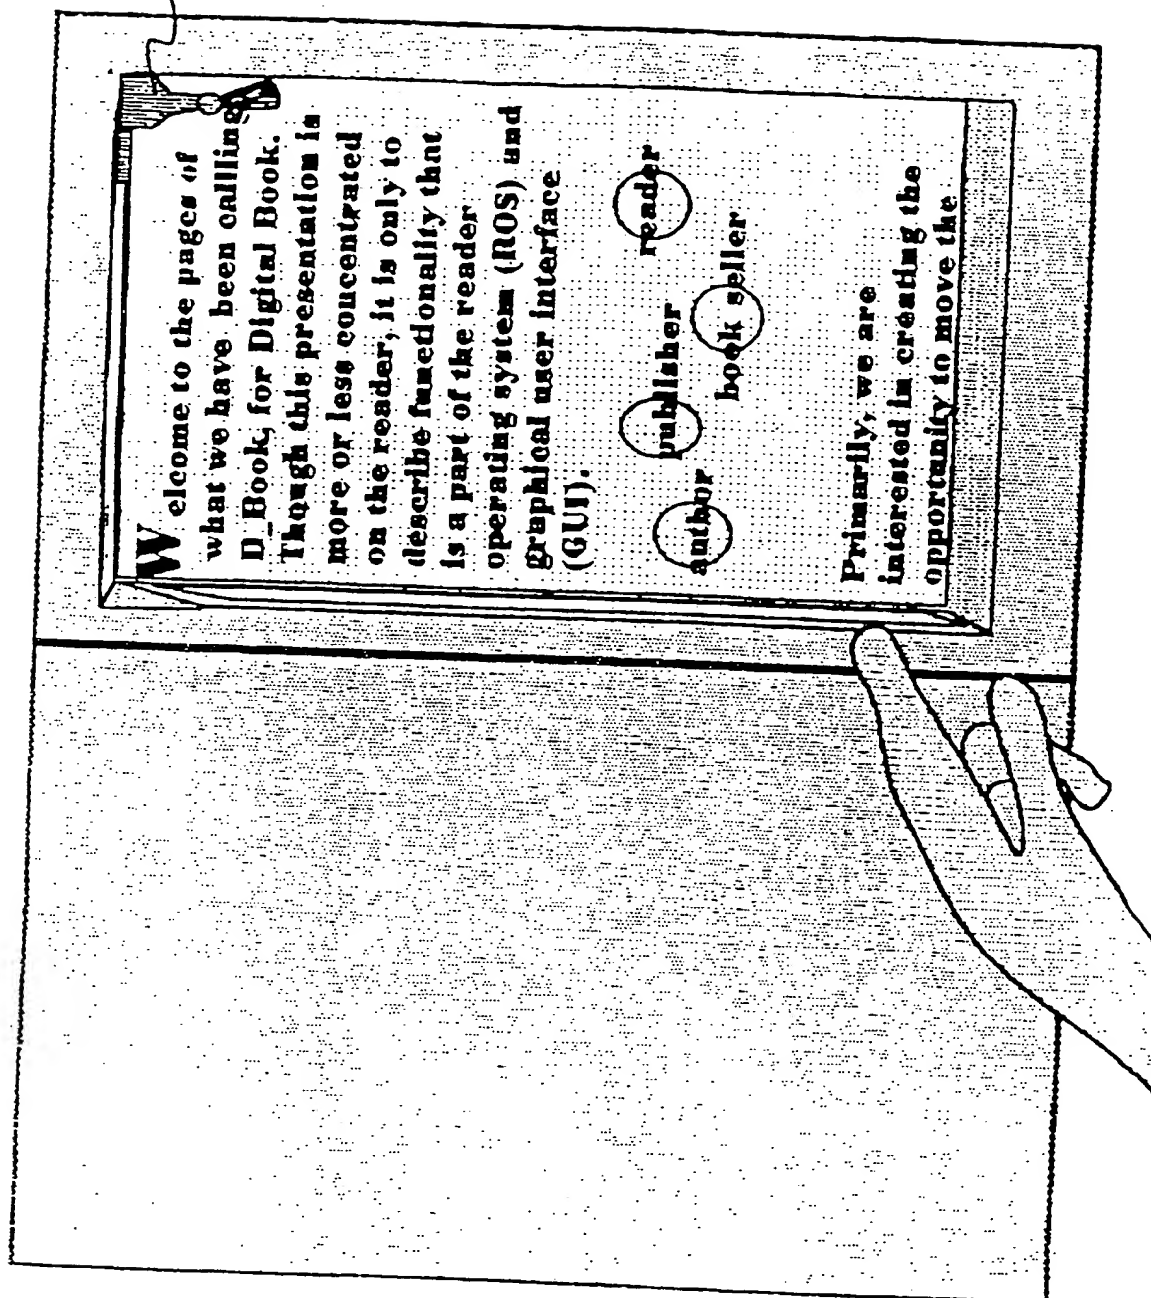 Welcome to the pages of
what we have been callling
D_Book, for Digital Book.
Though this presentation is
more or less concentrated
on the reader, it is only to
describe functionality that
is a part of the reader
operating system (ROS) and
graphical user interface
(GUI).
author
publisher
book seller
reader
Primarily, we are
interested in creating the
opportunity to move the